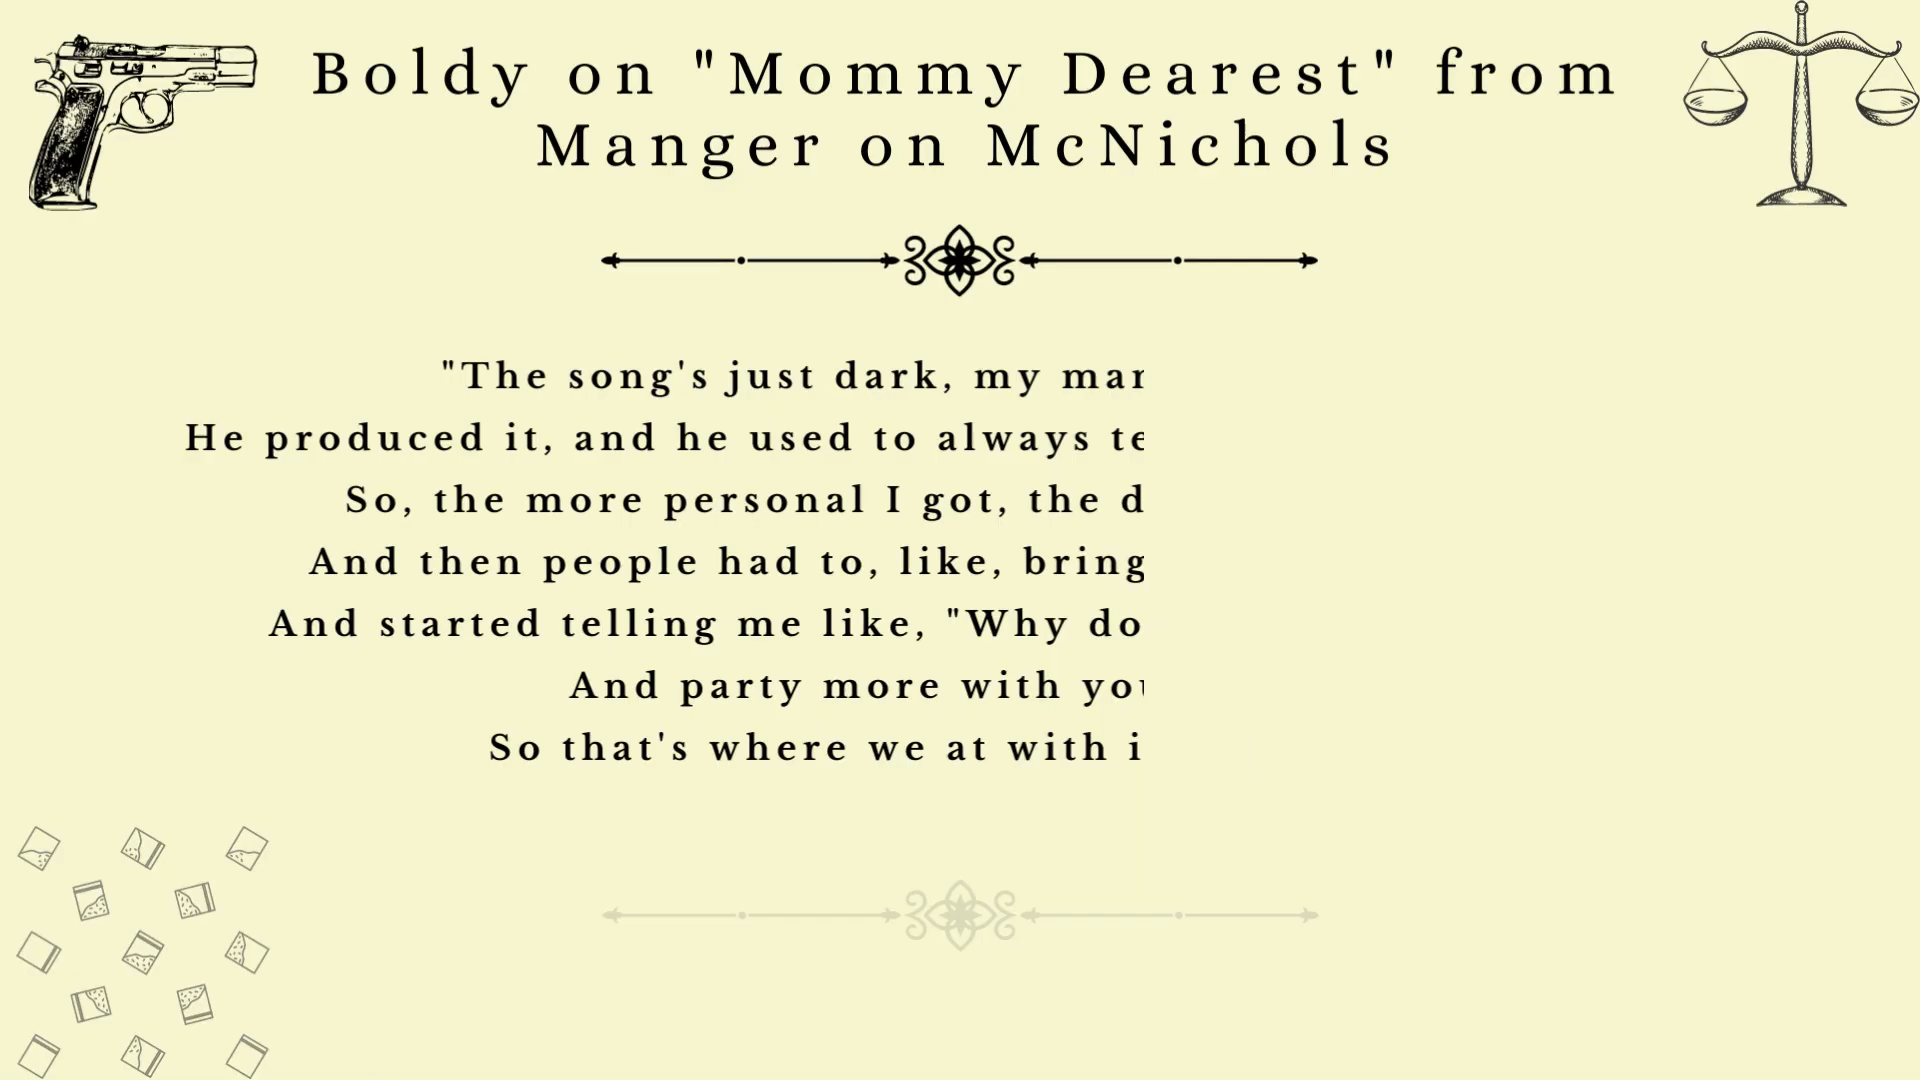 Boldy on "Mommy Dearest" from
Manger on McNichols
"The song's just dark, my
He produced it, and he used to always
So, the more personal I got, the
And then people had to, like, bring
And started telling me like, "Why do
And party more with
So that's where we at with